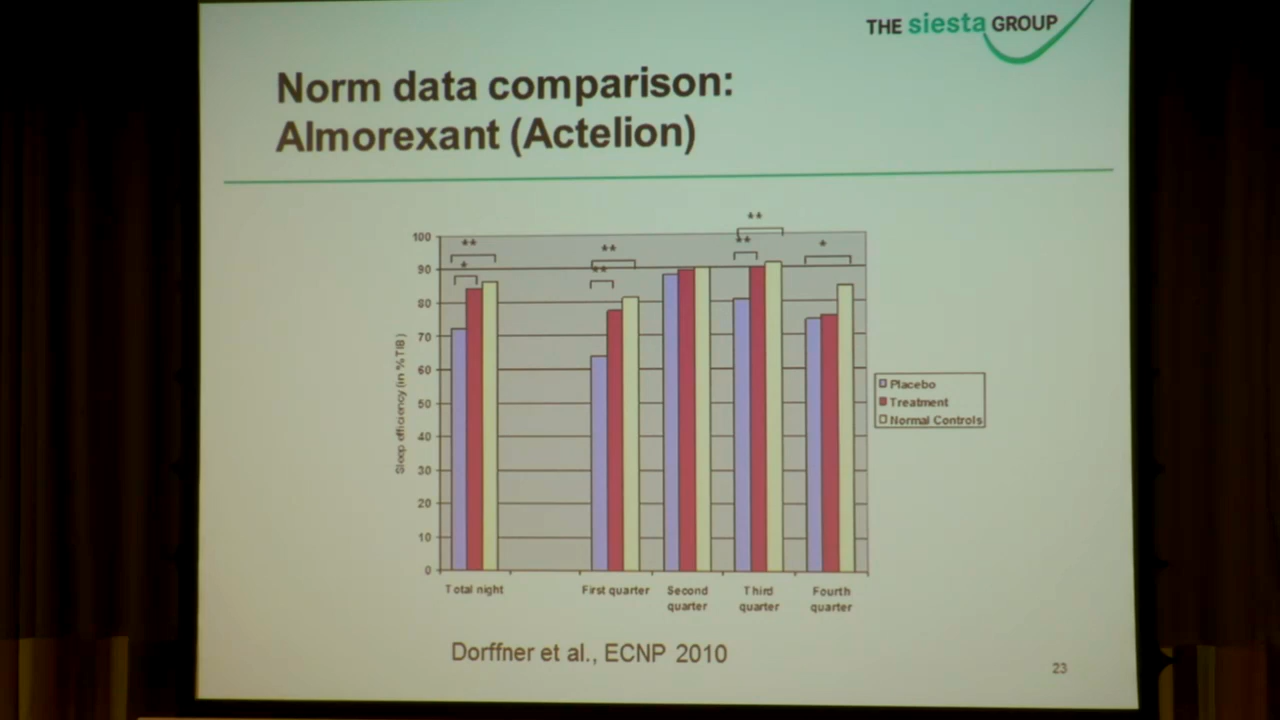 THE siesta GROUP
Norm data comparison:
Almorexant (Actelion)
**
**
*
**
**
**
**
*
100
90
80
70
60
50
40
30
20
10
0
Sleep efficiency (in %TIB)
Placebo
Treatment
Normal Controls
Total night
First quarter
Second
quarter
Third
quarter
Fourth
quarter
Dorffner et al., ECNP 2010
23